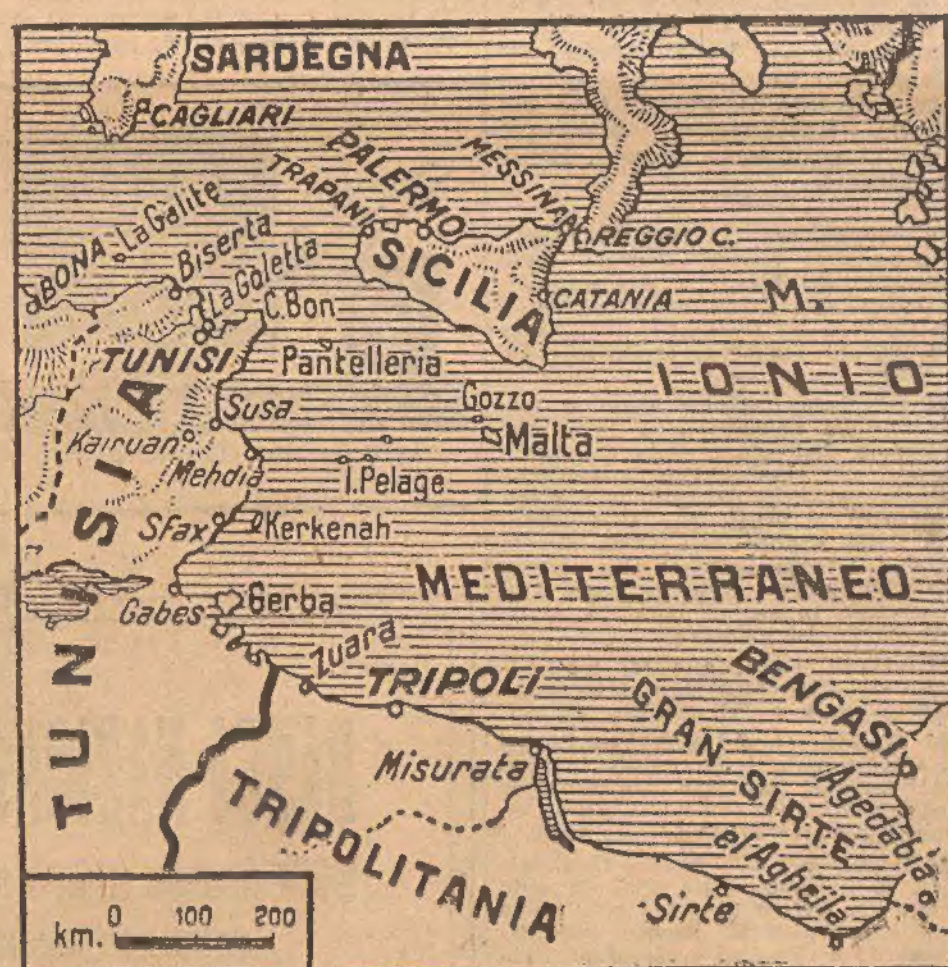 SARDEGNA
CAGLIARI
PALERMO
MESSINA
TRAPANI
REGGIO C.
BONA
La Galite
Biserta
La Goletta
SICILIA
C. Bon
CATANIA
M.
IONIO
TUNISI
Pantelleria
Susa
Gozzo
Malta
Kairuan
Mehdia
I. Pelage
Sfax
Kerkenah
TUNISIA
MEDITERRANEO
Gabes
Gerba
Zuara
TRIPOLI
BENGASI
GRAN SIRTE
Misurata
Agedabia
TRIPOLITANIA
el Agheila
Sirte
km. 0 100 200